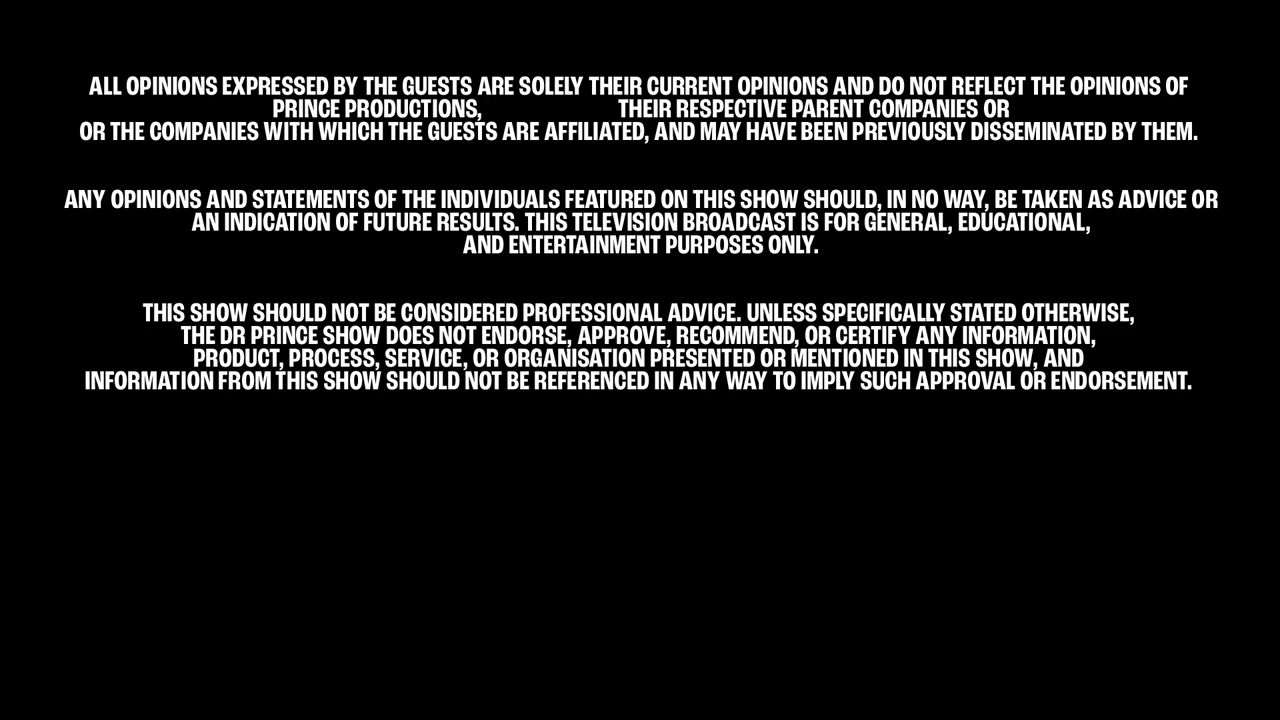 ALL OPINIONS EXPRESSED BY THE GUESTS ARE SOLELY THEIR CURRENT OPINIONS AND DO NOT REFLECT THE OPINIONS OF
PRINCE PRODUCTIONS, THEIR RESPECTIVE PARENT COMPANIES OR
OR THE COMPANIES WITH WHICH THE GUESTS ARE AFFILIATED, AND MAY HAVE BEEN PREVIOUSLY DISSEMINATED BY THEM.
ANY OPINIONS AND STATEMENTS OF THE INDIVIDUALS FEATURED ON THIS SHOW SHOULD, IN NO WAY, BE TAKEN AS ADVICE OR
AN INDICATION OF FUTURE RESULTS. THIS TELEVISION BROADCAST IS FOR GENERAL, EDUCATIONAL,
AND ENTERTAINMENT PURPOSES ONLY.
THIS SHOW SHOULD NOT BE CONSIDERED PROFESSIONAL ADVICE. UNLESS SPECIFICALLY STATED OTHERWISE,
THE DR PRINCE SHOW DOES NOT ENDORSE, APPROVE, RECOMMEND, OR CERTIFY ANY INFORMATION,
PRODUCT, PROCESS, SERVICE, OR ORGANISATION PRESENTED OR MENTIONED IN THIS SHOW, AND
INFORMATION FROM THIS SHOW SHOULD NOT BE REFERENCED IN ANY WAY TO IMPLY SUCH APPROVAL OR ENDORSEMENT.